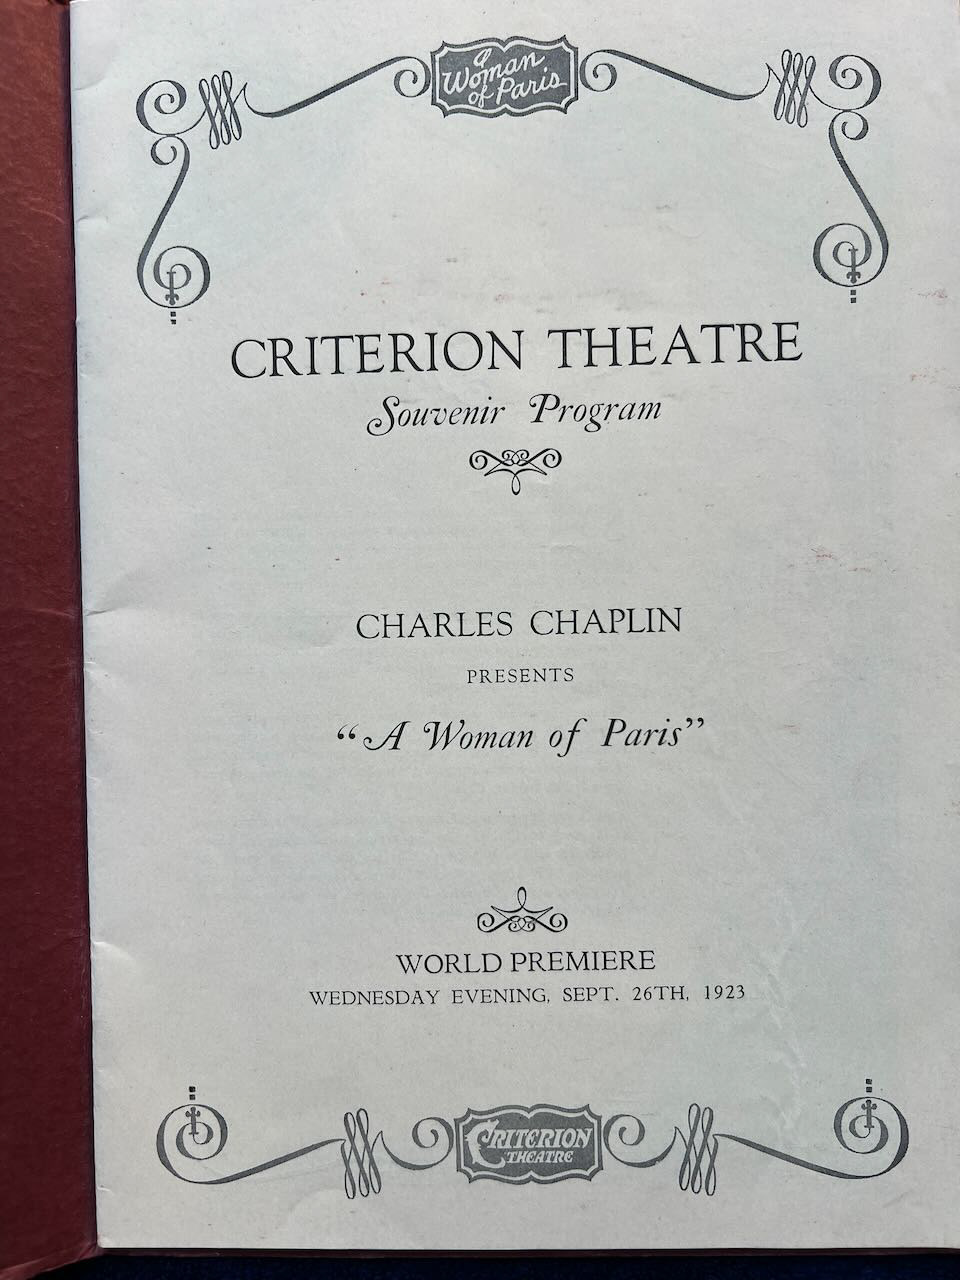 A
Woman
of Paris
CRITERION THEATRE
Souvenir Program
CHARLES CHAPLIN
PRESENTS
“A Woman of Paris”
WORLD PREMIERE
WEDNESDAY EVENING, SEPT. 26TH, 1923
CRITERION
THEATRE